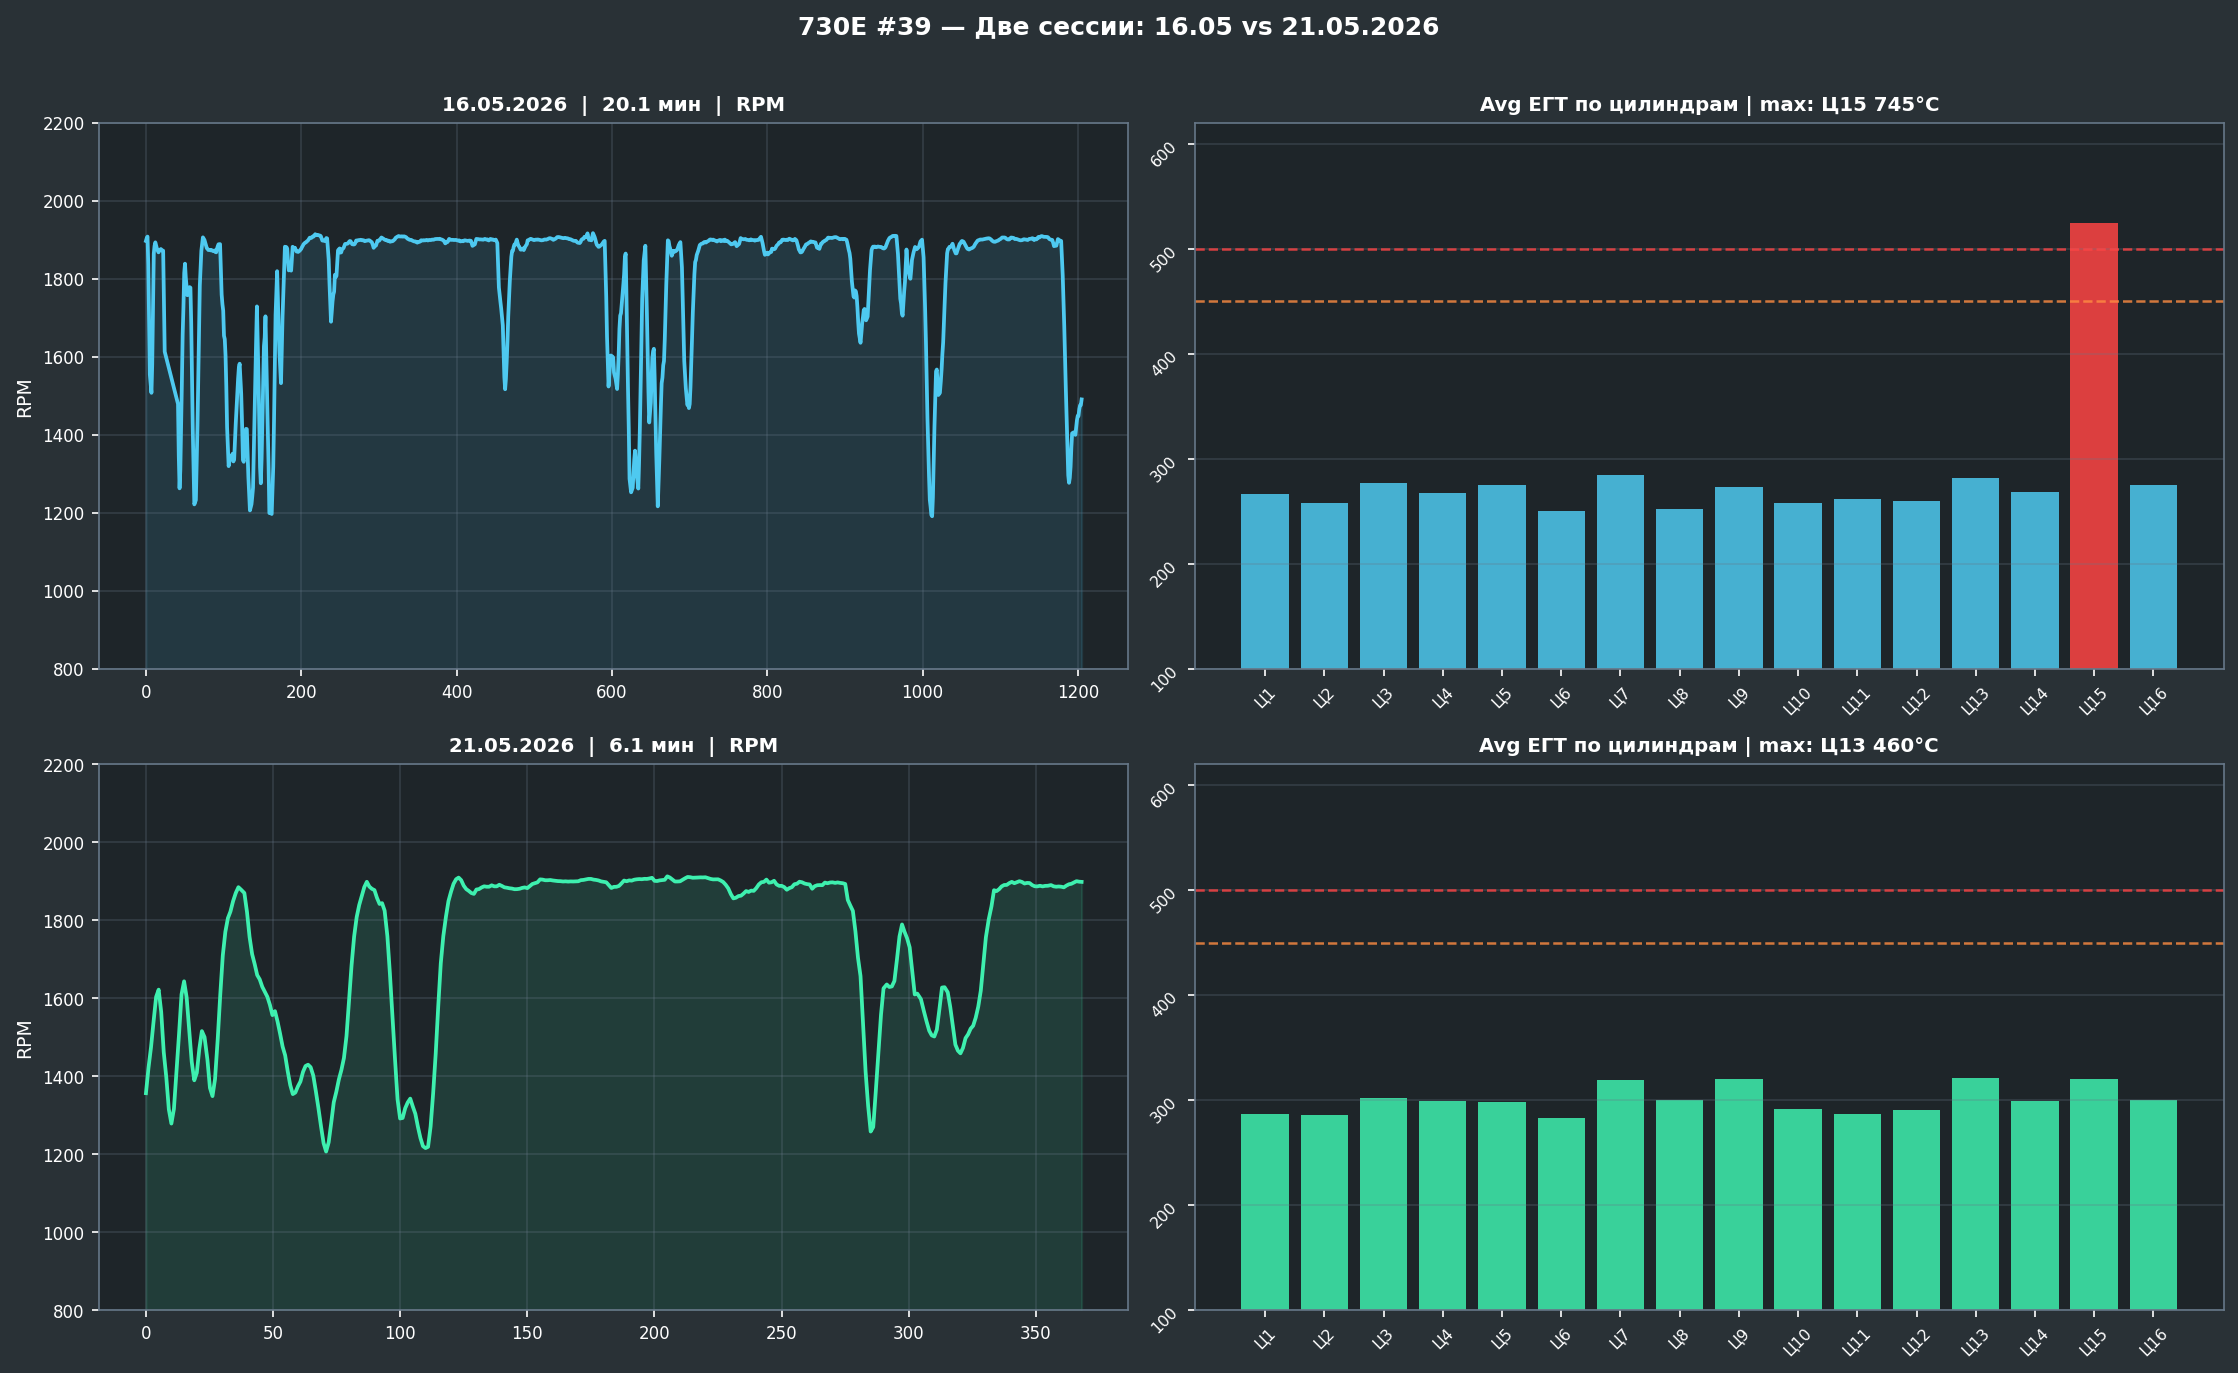 730E #39 — Две сессии: 16.05 vs 21.05.2026
16.05.2026 | 20.1 мин | RPM
2200
2000
1800
1600
1400
1200
1000
800
RPM
0 200 400 600 800 1000 1200
Avg ЕГТ по цилиндрам | max: Ц15 745°C
600
500
400
300
200
100
Ц1 Ц2 Ц3 Ц4 Ц5 Ц6 Ц7 Ц8 Ц9 Ц10 Ц11 Ц12 Ц13 Ц14 Ц15 Ц16
21.05.2026 | 6.1 мин | RPM
2200
2000
1800
1600
1400
1200
1000
800
RPM
0 50 100 150 200 250 300 350
Avg ЕГТ по цилиндрам | max: Ц13 460°C
600
500
400
300
200
100
Ц1 Ц2 Ц3 Ц4 Ц5 Ц6 Ц7 Ц8 Ц9 Ц10 Ц11 Ц12 Ц13 Ц14 Ц15 Ц16